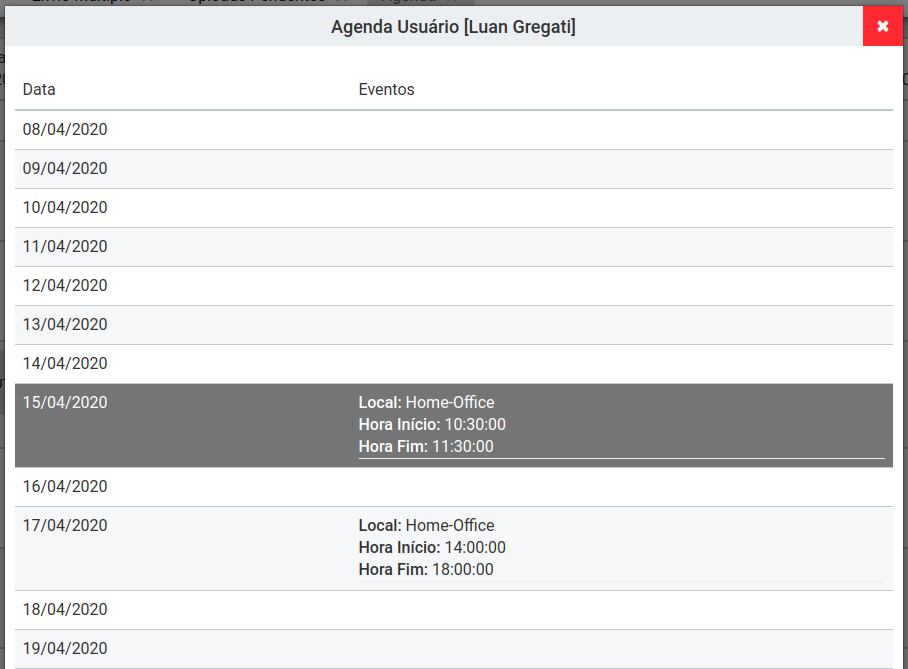 Agenda Usuário [Luan Gregati]
Data Eventos
08/04/2020
09/04/2020
10/04/2020
11/04/2020
12/04/2020
13/04/2020
14/04/2020
15/04/2020 Local: Home-Office
Hora Início: 10:30:00
Hora Fim: 11:30:00
16/04/2020
17/04/2020 Local: Home-Office
Hora Início: 14:00:00
Hora Fim: 18:00:00
18/04/2020
19/04/2020